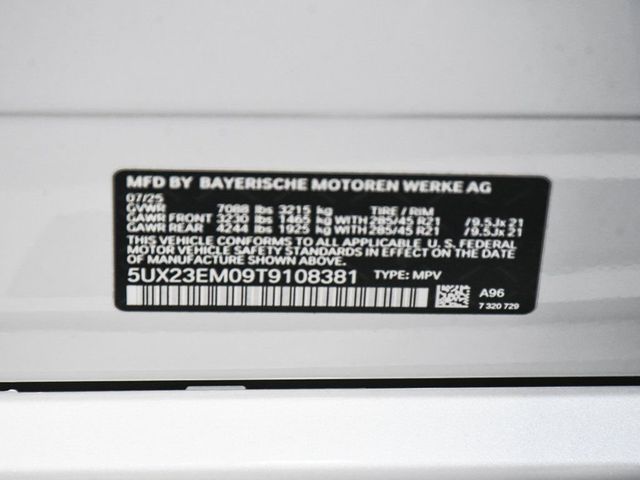 MFD BY BAYERISCHE MOTOREN WERKE AG
07/25
GVWR 7088 lbs 3215 kg TIRE / RIM
GAWR FRONT 3230 lbs 1465 kg WITH 285/45 R21 /9.5Jx 21
GAWR REAR 4244 lbs 1925 kg WITH 285/45 R21 /9.5Jx 21
THIS VEHICLE CONFORMS TO ALL APPLICABLE U. S. FEDERAL
MOTOR VEHICLE SAFETY STANDARDS IN EFFECT ON THE DATE
OF MANUFACTURE SHOWN ABOVE.
5UX23EM09T9108381 TYPE: MPV
A96
7 320 729